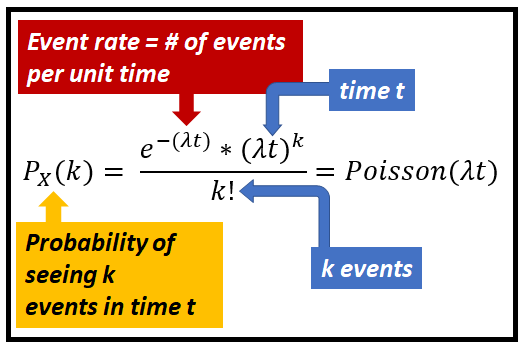 Event rate = # of events
per unit time
time t
P_X(k) = \frac{e^{-(λt)} * (λt)^k}{k!} = Poisson(λt)
Probability of
seeing k
events in time t
k events